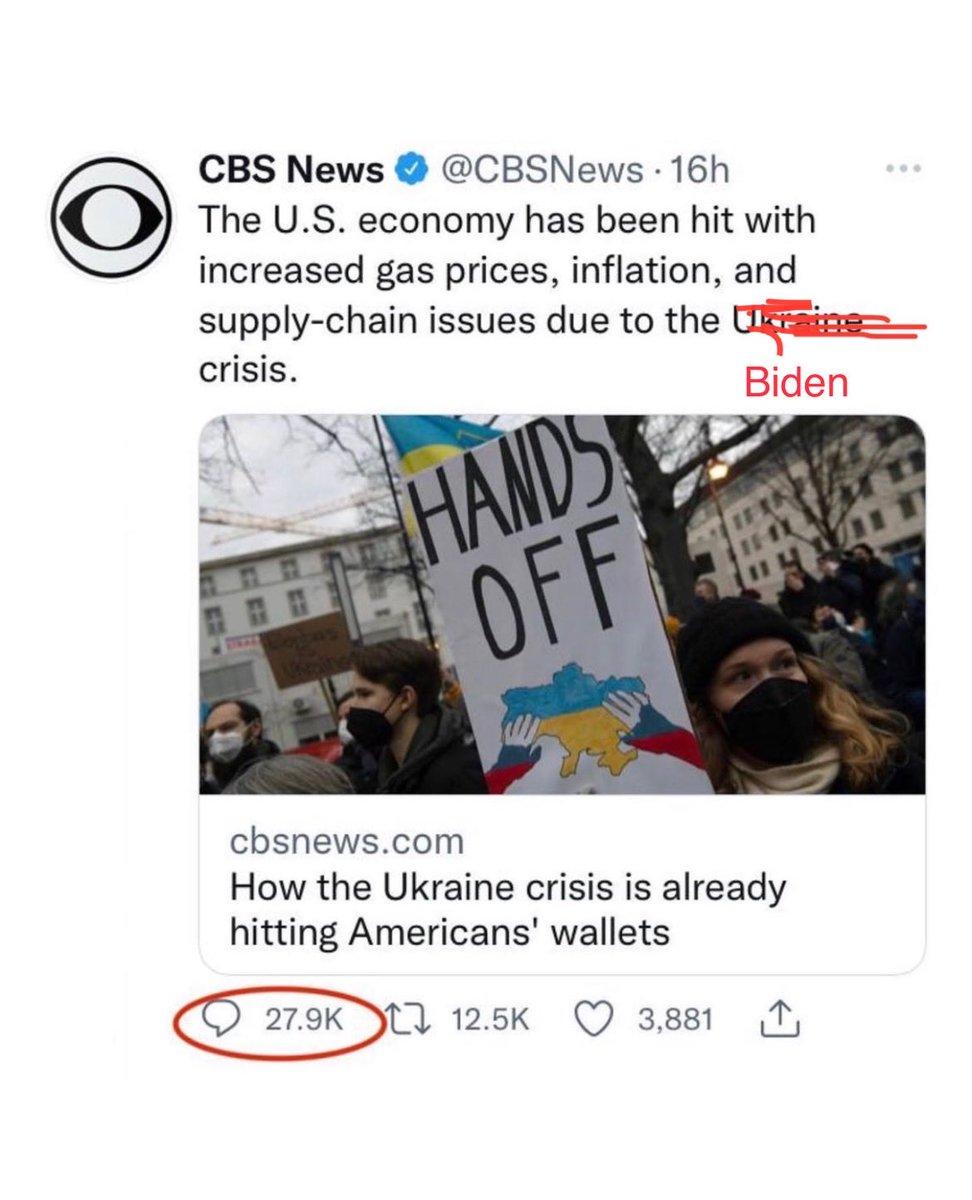 CBS News @CBSNews · 16h
The U.S. economy has been hit with
increased gas prices, inflation, and
supply-chain issues due to the Ukraine
crisis.
Biden
HANDS
OFF
cbsnews.com
How the Ukraine crisis is already
hitting Americans' wallets
27.9K 12.5K 3,881